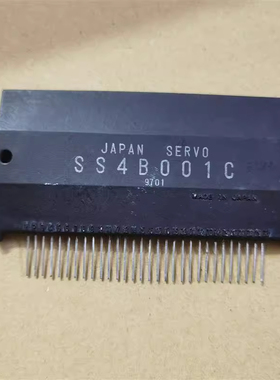 JAPAN SERVO
SS4B001C
9701
MADE IN JAPAN